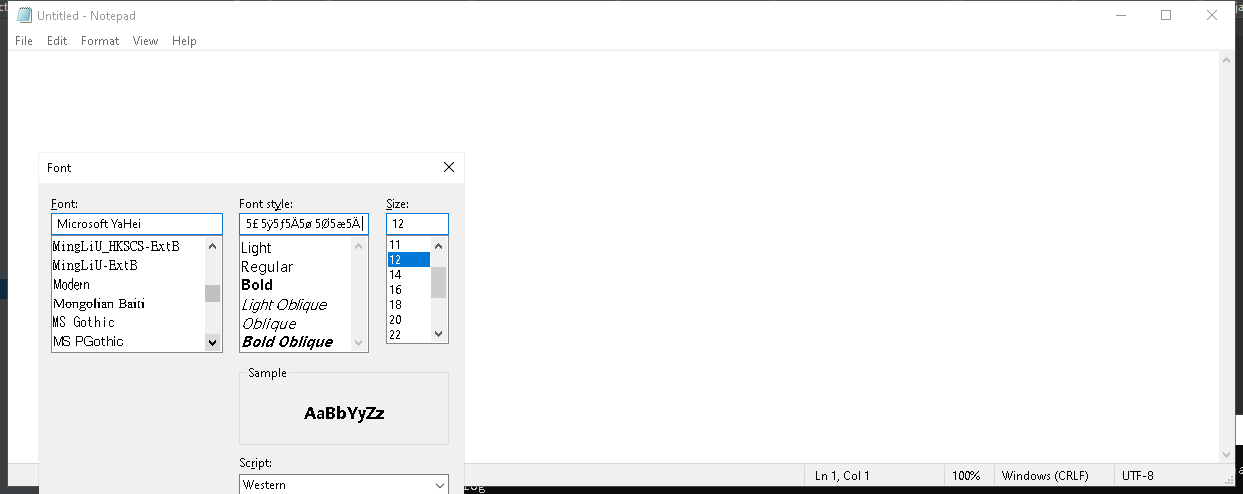 Untitled - Notepad
File Edit Format View Help
Font
Font: Font style: Size:
Microsoft YaHei 5£ 5ÿ5ƒ5Ä5ø 5Ø5æ5Ä 12
MingLiU_HKSCS-ExtB
MingLiU-ExtB
Modern
Mongolian Baiti
MS Gothic
MS PGothic
Light
Regular
Bold
Light Oblique
Oblique
Bold Oblique
11
12
14
16
18
20
22
Sample
AaBbYyZz
Script:
Western
Ln 1, Col 1 100% Windows (CRLF) UTF-8